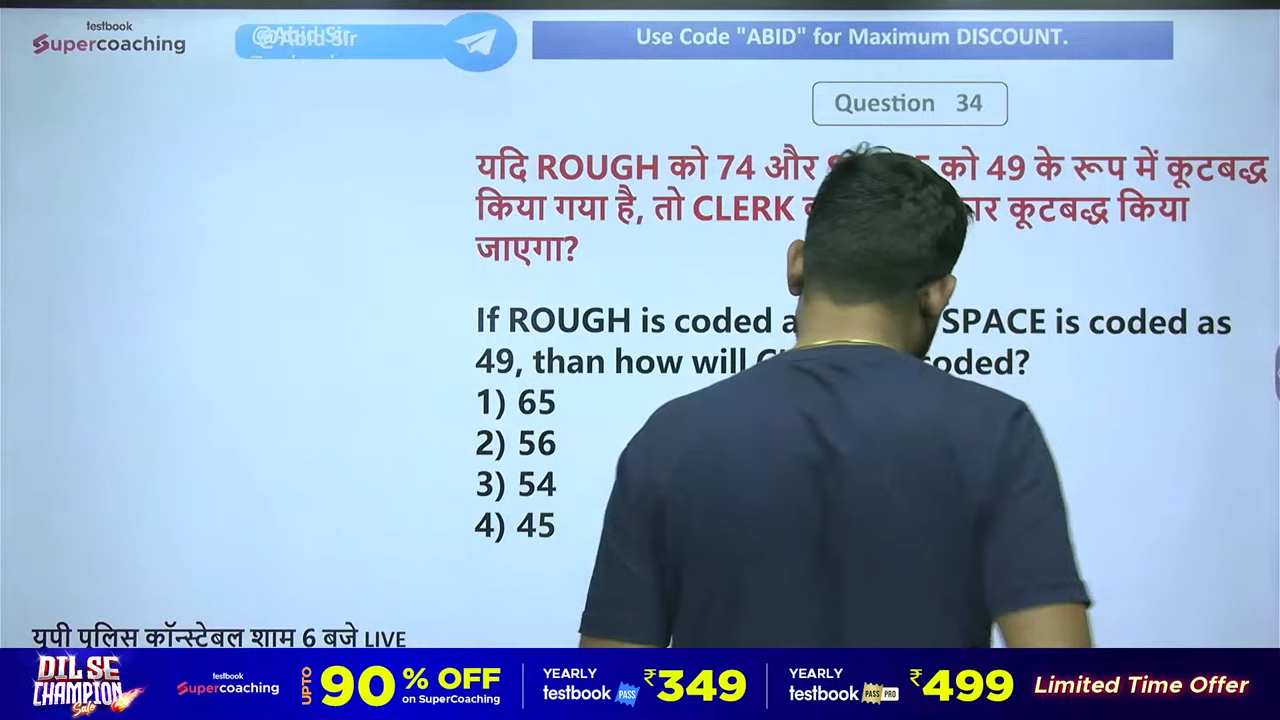 testbook
Supercoaching
@Abid Sir
Use Code "ABID" for Maximum DISCOUNT.
Question 34
यदि ROUGH को 74 और को 49 के रूप में कूटबद्ध
किया गया है, तो CLERK कूटबद्ध किया
जाएगा?
If ROUGH is coded SPACE is coded as
49, than how will coded?
1) 65
2) 56
3) 54
4) 45
यूपी पुलिस कॉन्स्टेबल शाम 6 बजे LIVE
DIL SE
CHAMPION
Sale
testbook
Supercoaching
UPTO 90% OFF
on SuperCoaching
YEARLY
testbook PASS ₹349
YEARLY
testbook PASS PRO ₹499
Limited Time Offer